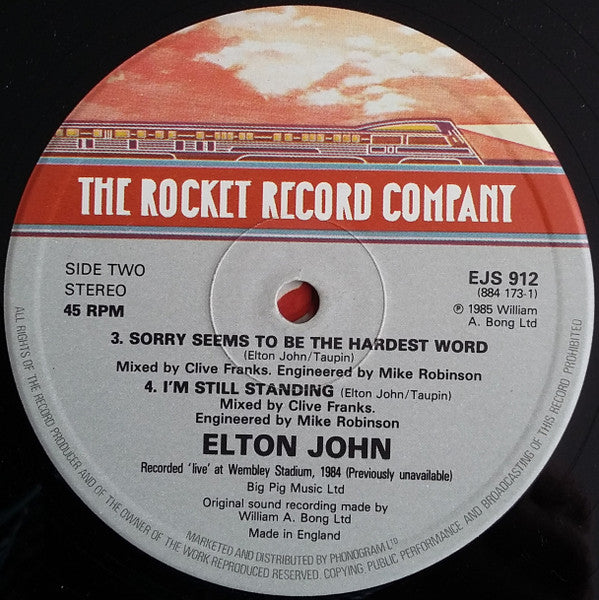 THE ROCKET RECORD COMPANY
SIDE TWO
STEREO
45 RPM
EJS 912
(884 173-1)
℗ 1985 William
A. Bong Ltd
3. SORRY SEEMS TO BE THE HARDEST WORD
(Elton John/Taupin)
Mixed by Clive Franks. Engineered by Mike Robinson
4. I'M STILL STANDING (Elton John/Taupin)
Mixed by Clive Franks.
Engineered by Mike Robinson
ELTON JOHN
Recorded 'live' at Wembley Stadium, 1984 (Previously unavailable)
Big Pig Music Ltd
Original sound recording made by
William A. Bong Ltd
Made in England
MARKETED AND DISTRIBUTED BY PHONOGRAM LTD
ALL RIGHTS OF THE RECORD PRODUCER AND OF THE OWNER OF THE WORK REPRODUCED RESERVED. COPYING, PUBLIC PERFORMANCE AND BROADCASTING OF THIS RECORD PROHIBITED